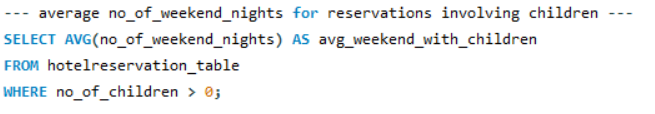 --- average no_of_weekend_nights for reservations involving children ---
SELECT AVG(no_of_weekend_nights) AS avg_weekend_with_children
FROM hotelreservation_table
WHERE no_of_children > 0;